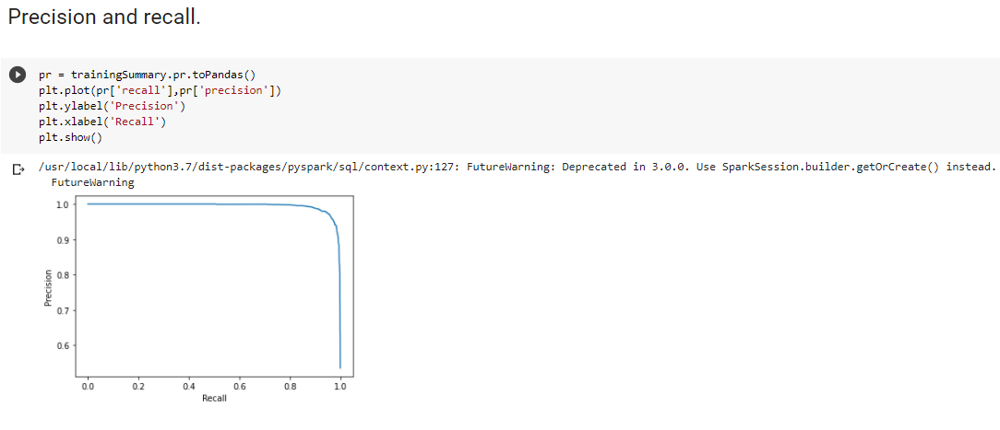 Precision and recall.
pr = trainingSummary.pr.toPandas()
plt.plot(pr['recall'],pr['precision'])
plt.ylabel('Precision')
plt.xlabel('Recall')
plt.show()
/usr/local/lib/python3.7/dist-packages/pyspark/sql/context.py:127: FutureWarning: Deprecated in 3.0.0. Use SparkSession.builder.getOrCreate() instead.
FutureWarning
1.0
0.9
0.8
0.7
0.6
Precision
0.0 0.2 0.4 0.6 0.8 1.0
Recall